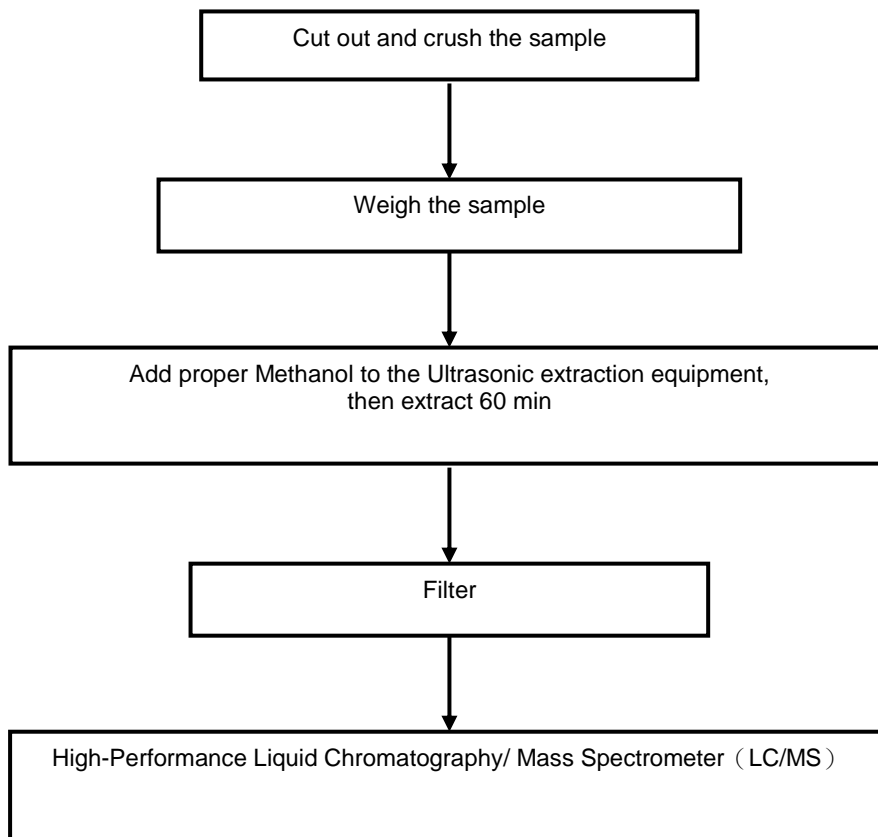 Cut out and crush the sample
Weigh the sample
Add proper Methanol to the Ultrasonic extraction equipment,
then extract 60 min
Filter
High-Performance Liquid Chromatography/ Mass Spectrometer（LC/MS）